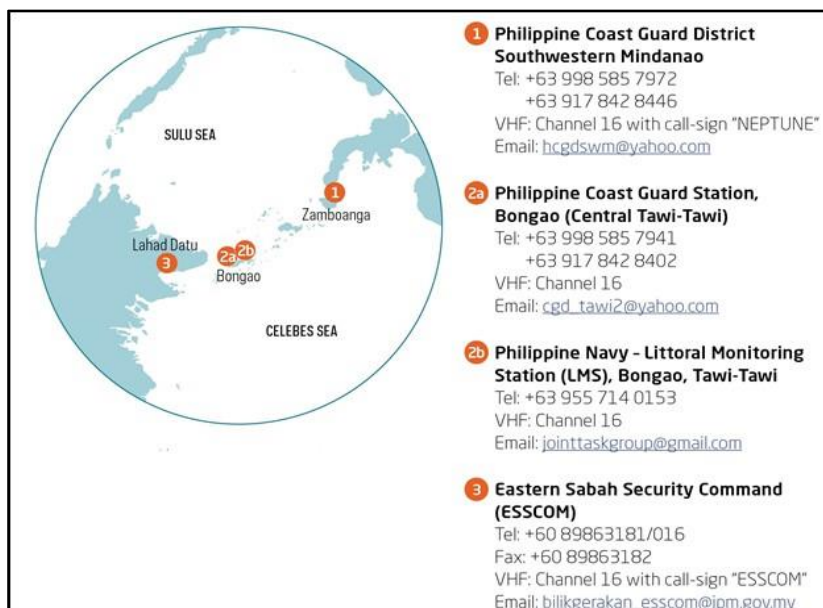 SULU SEA
1
Zamboanga
Lahad Datu
3
2a
2b
Bongao
CELEBES SEA
1 Philippine Coast Guard District
Southwestern Mindanao
Tel: +63 998 585 7972
+63 917 842 8446
VHF: Channel 16 with call-sign "NEPTUNE"
Email: hcgdswm@yahoo.com
2a Philippine Coast Guard Station,
Bongao (Central Tawi-Tawi)
Tel: +63 998 585 7941
+63 917 842 8402
VHF: Channel 16
Email: cgd_tawi2@yahoo.com
2b Philippine Navy – Littoral Monitoring
Station (LMS), Bongao, Tawi-Tawi
Tel: +63 955 714 0153
VHF: Channel 16
Email: jointtaskgroup@gmail.com
3 Eastern Sabah Security Command
(ESSCOM)
Tel: +60 89863181/016
Fax: +60 89863182
VHF: Channel 16 with call-sign "ESSCOM"
Email: bilikgerakan_esscom@jpm.gov.my